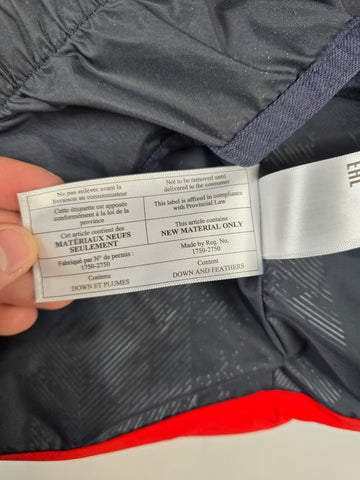 Ne pas enlever avant la
livraison au consommateur
Cette étiquette est apposée
conformément à la loi de la
province
Cet article contient des
MATÉRIAUX NEUFS
SEULEMENT
Fabriqué par No de permis :
1750-2750
Contenu
DOWN ET PLUMES
Not to be removed until
delivered to the consumer
This label is affixed in compliance
with Provincial Law
This article contains
NEW MATERIAL ONLY
Made by Reg. No.
1750-2750
Content
DOWN AND FEATHERS